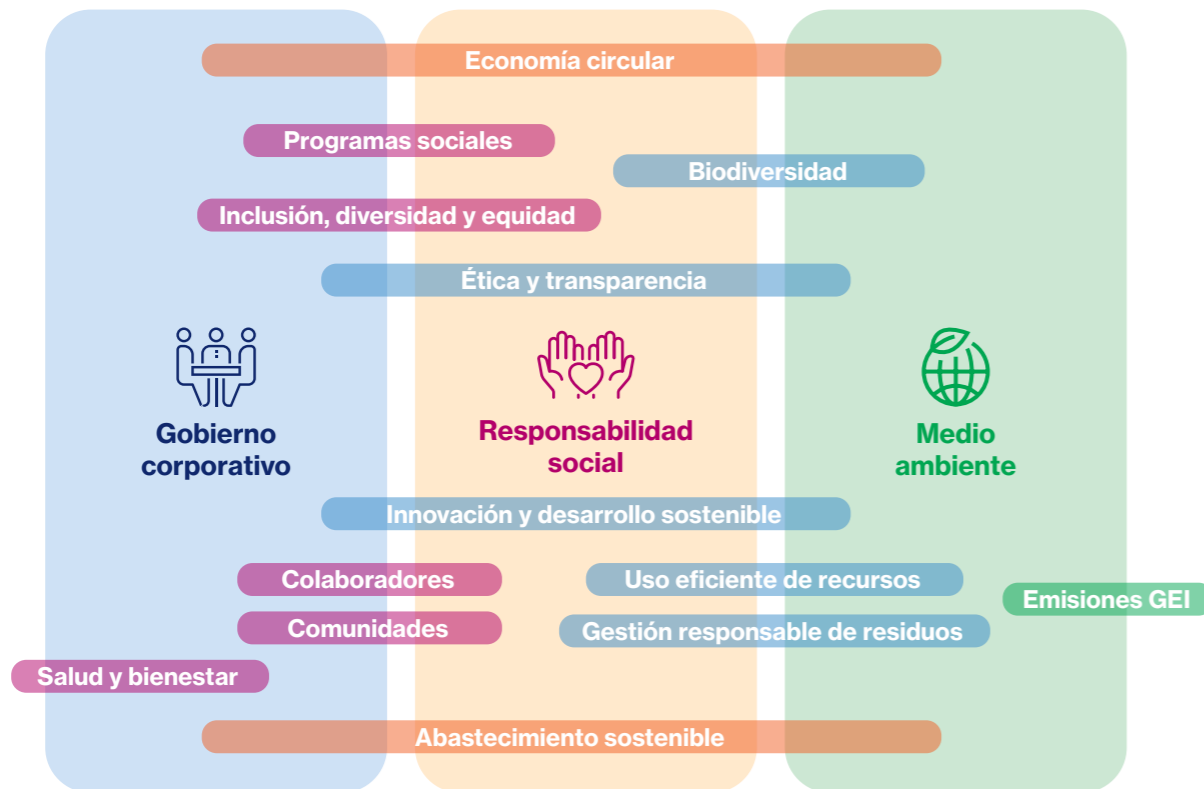 Economía circular
Programas sociales
Biodiversidad
Inclusión, diversidad y equidad
Ética y transparencia
Gobierno
corporativo
Responsabilidad
social
Medio
ambiente
Innovación y desarrollo sostenible
Colaboradores
Uso eficiente de recursos
Emisiones GEI
Comunidades
Gestión responsable de residuos
Salud y bienestar
Abastecimiento sostenible